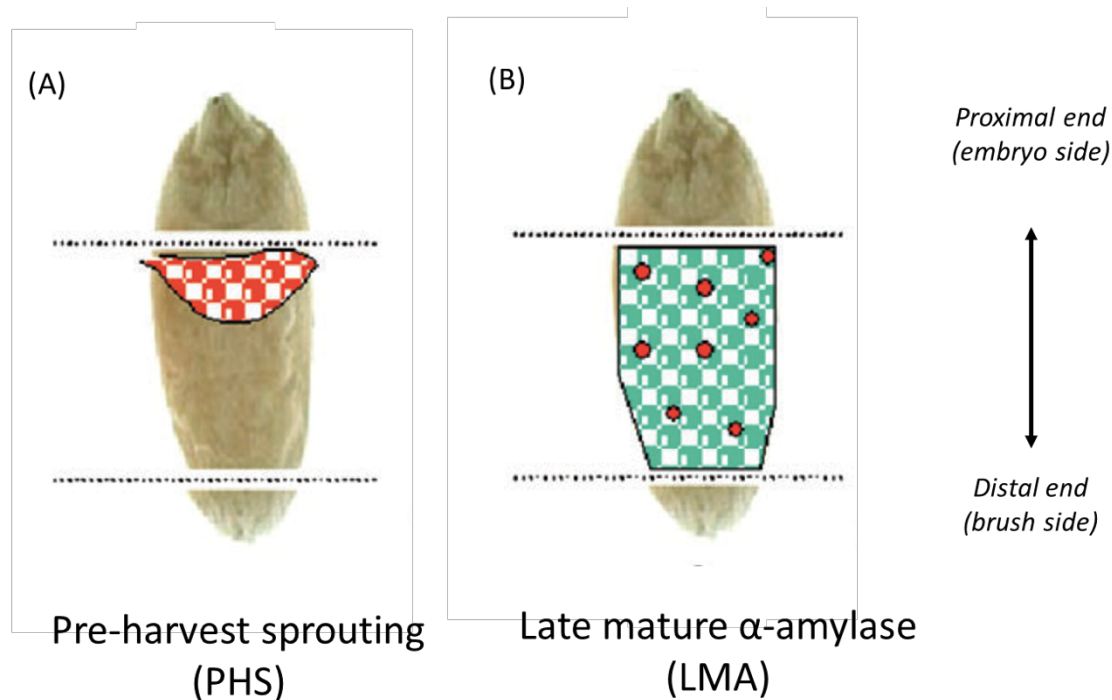 (A)
(B)
Proximal end
(embryo side)
Distal end
(brush side)
Pre-harvest sprouting
(PHS)
Late mature α-amylase
(LMA)